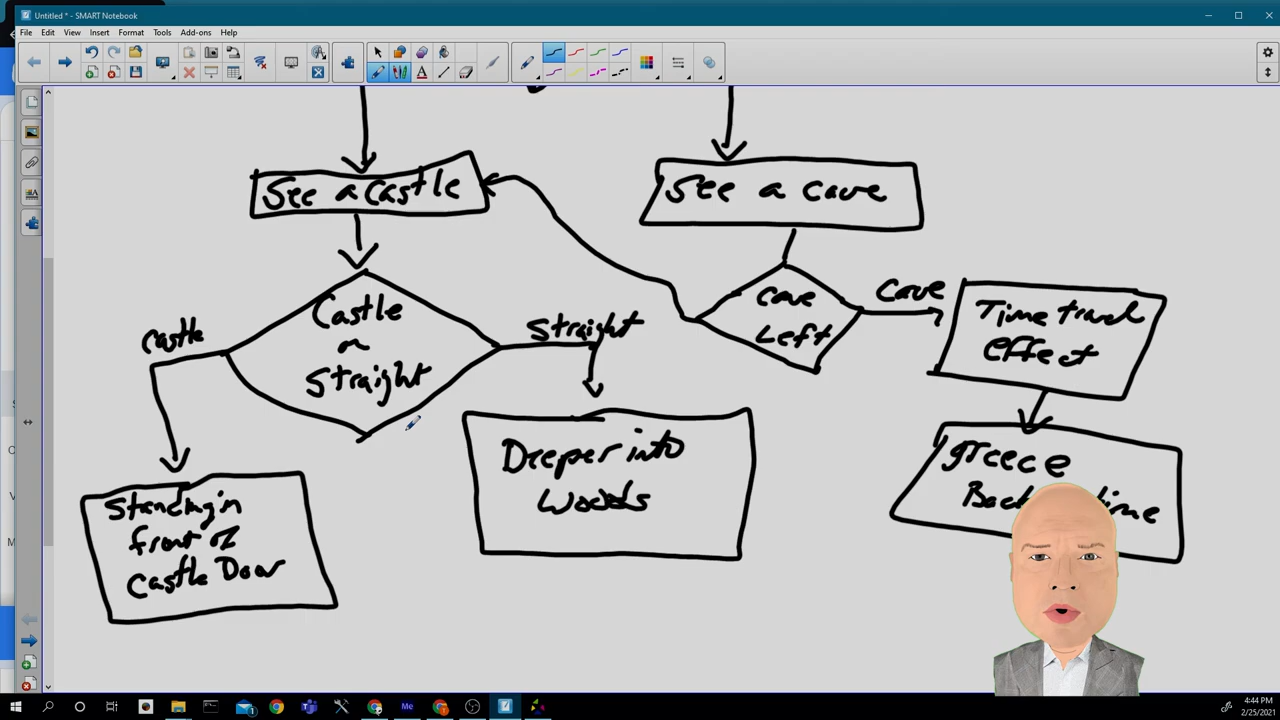 Untitled * - SMART Notebook
File Edit View Insert Format Tools Add-ons Help
See a Castle
See a cave
Castle
or
Straight
castle
Straight
Cave
Left
Cave
Time travel
effect
Standing in
front of
Castle Door
Deeper into
Woods
greece
Back time
4:44 PM
2/25/2021